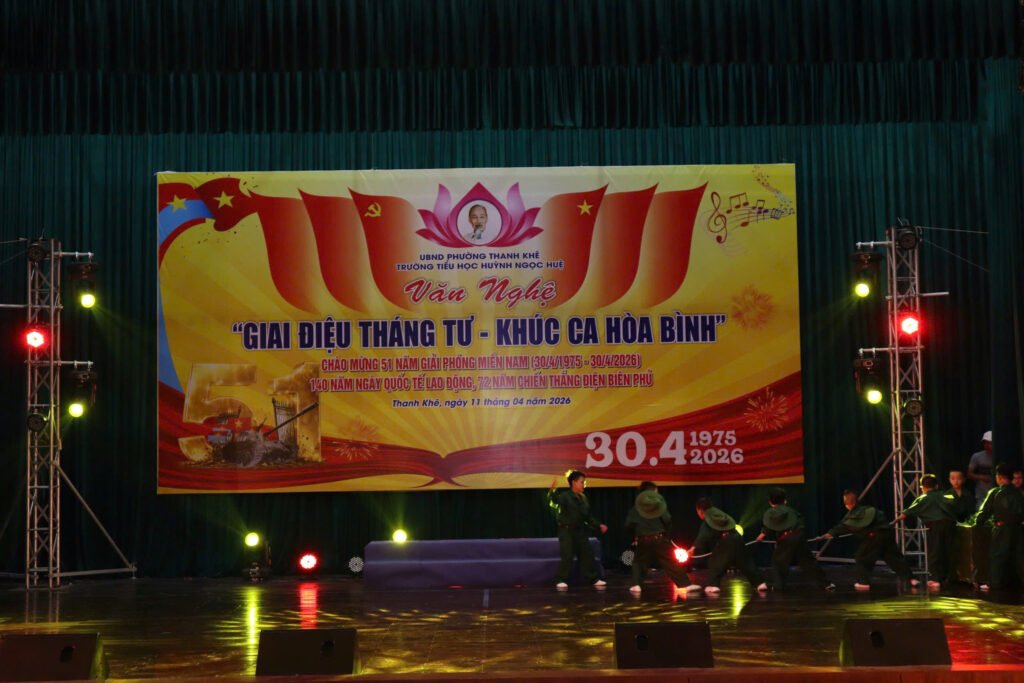 UBND PHƯỜNG THANH KHÊ
TRƯỜNG TIỂU HỌC HUỲNH NGỌC HUỆ
Văn Nghệ
"GIAI ĐIỆU THÁNG TƯ - KHÚC CA HÒA BÌNH"
CHÀO MỪNG 51 NĂM GIẢI PHÓNG MIỀN NAM (30/4/1975 - 30/4/2026)
140 NĂM NGÀY QUỐC TẾ LAO ĐỘNG, 72 NĂM CHIẾN THẮNG ĐIỆN BIÊN PHỦ
Thanh Khê, ngày 11 tháng 04 năm 2026
51
30.4 1975
2026